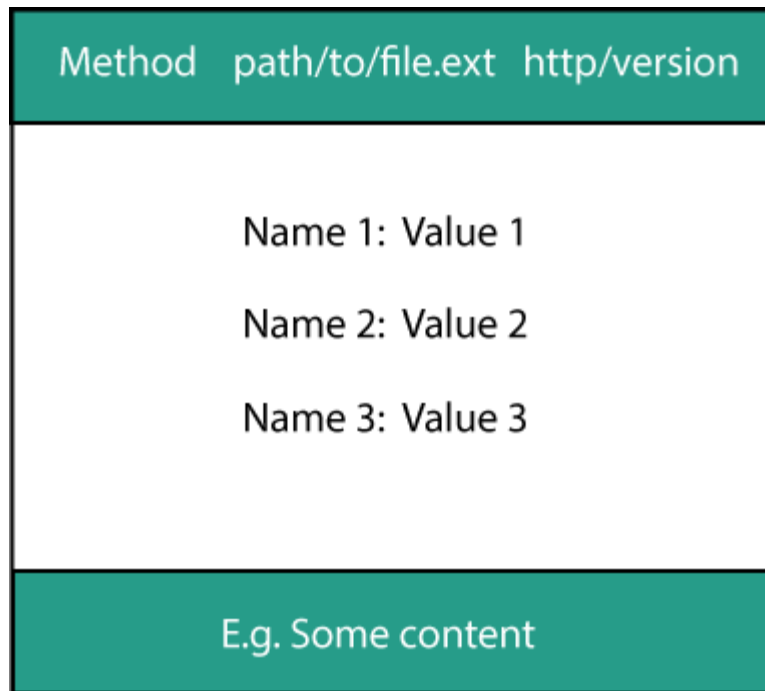 Method path/to/file.ext http/version
Name 1: Value 1
Name 2: Value 2
Name 3: Value 3
E.g. Some content